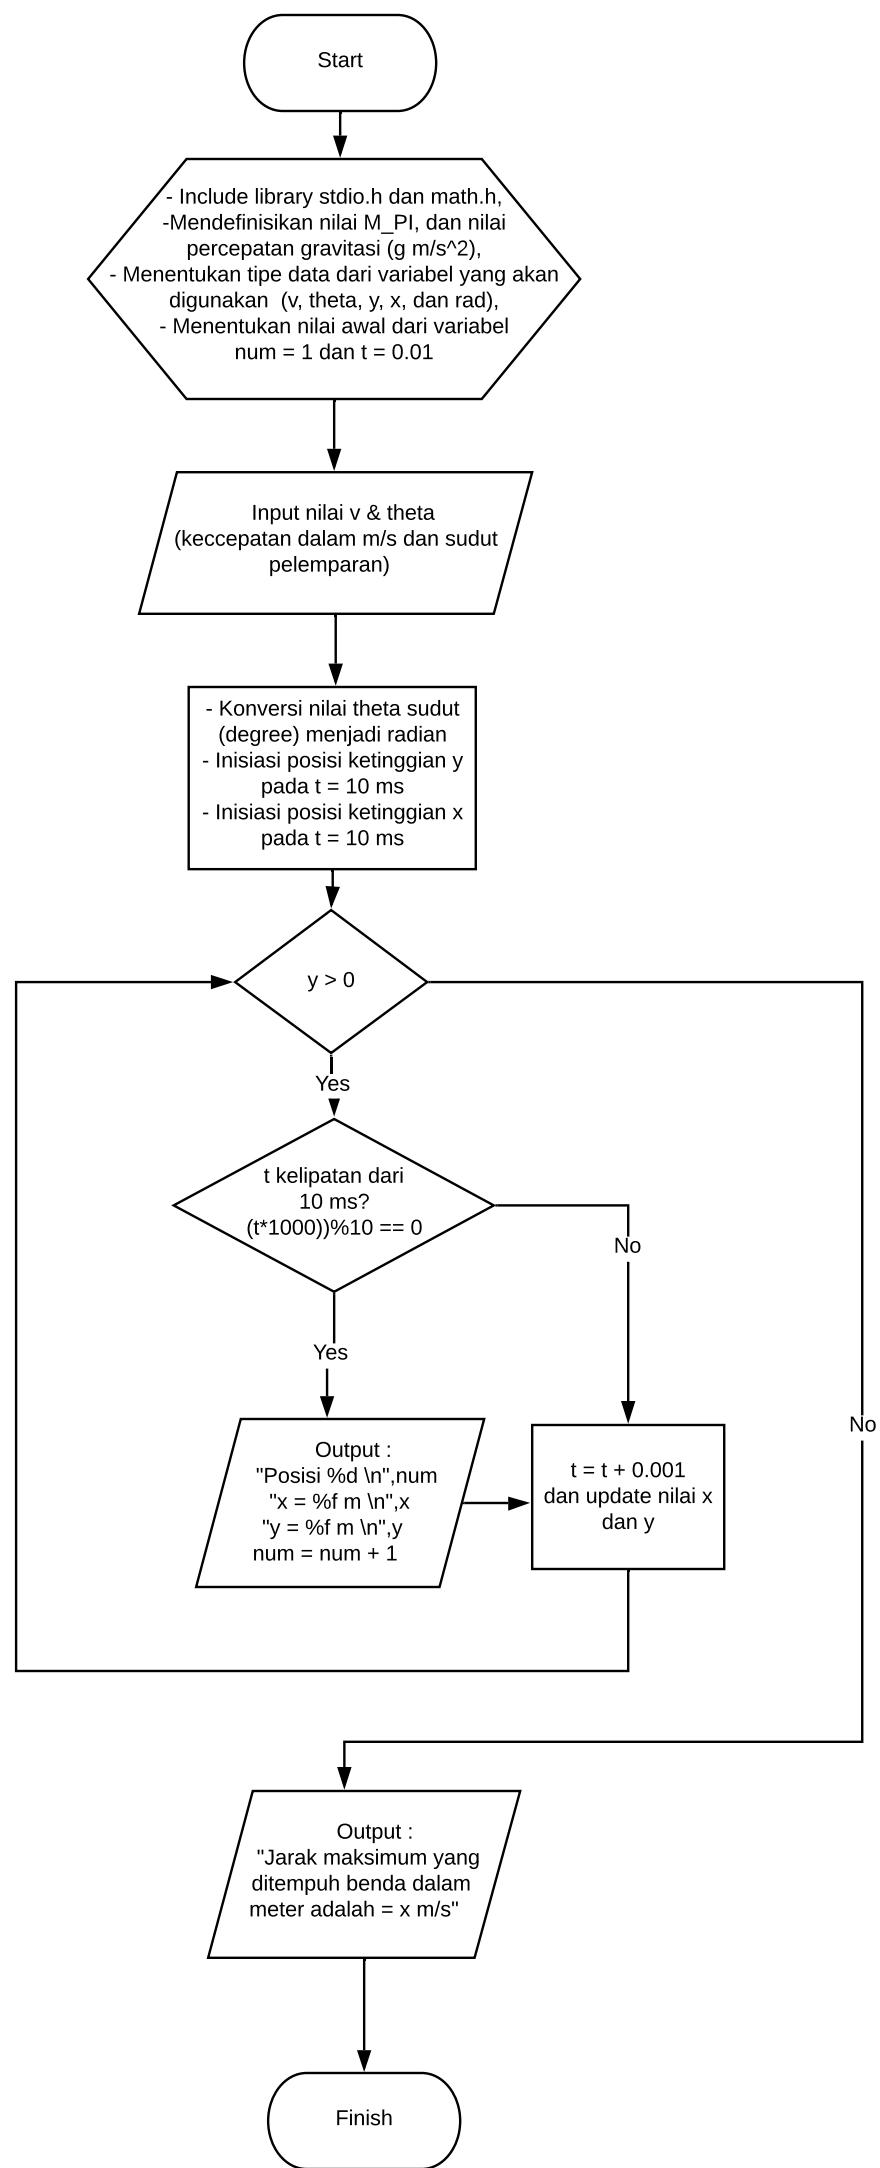 Start
- Include library stdio.h dan math.h,
-Mendefinisikan nilai M_PI, dan nilai
percepatan gravitasi (g m/s^2),
- Menentukan tipe data dari variabel yang akan
digunakan  (v, theta, y, x, dan rad),
- Menentukan nilai awal dari variabel
num = 1 dan t = 0.01
Input nilai v & theta
(keccepatan dalam m/s dan sudut
pelemparan)
- Konversi nilai theta sudut
(degree) menjadi radian
- Inisiasi posisi ketinggian y
pada t = 10 ms
- Inisiasi posisi ketinggian x
pada t = 10 ms
y > 0
Yes
t kelipatan dari
10 ms?
(t*1000))%10 == 0
No
Yes
Output :
"Posisi %d \n",num
"x = %f m \n",x
"y = %f m \n",y
num = num + 1
t = t + 0.001
dan update nilai x
dan y
No
Output :
"Jarak maksimum yang
ditempuh benda dalam
meter adalah = x m/s"
Finish